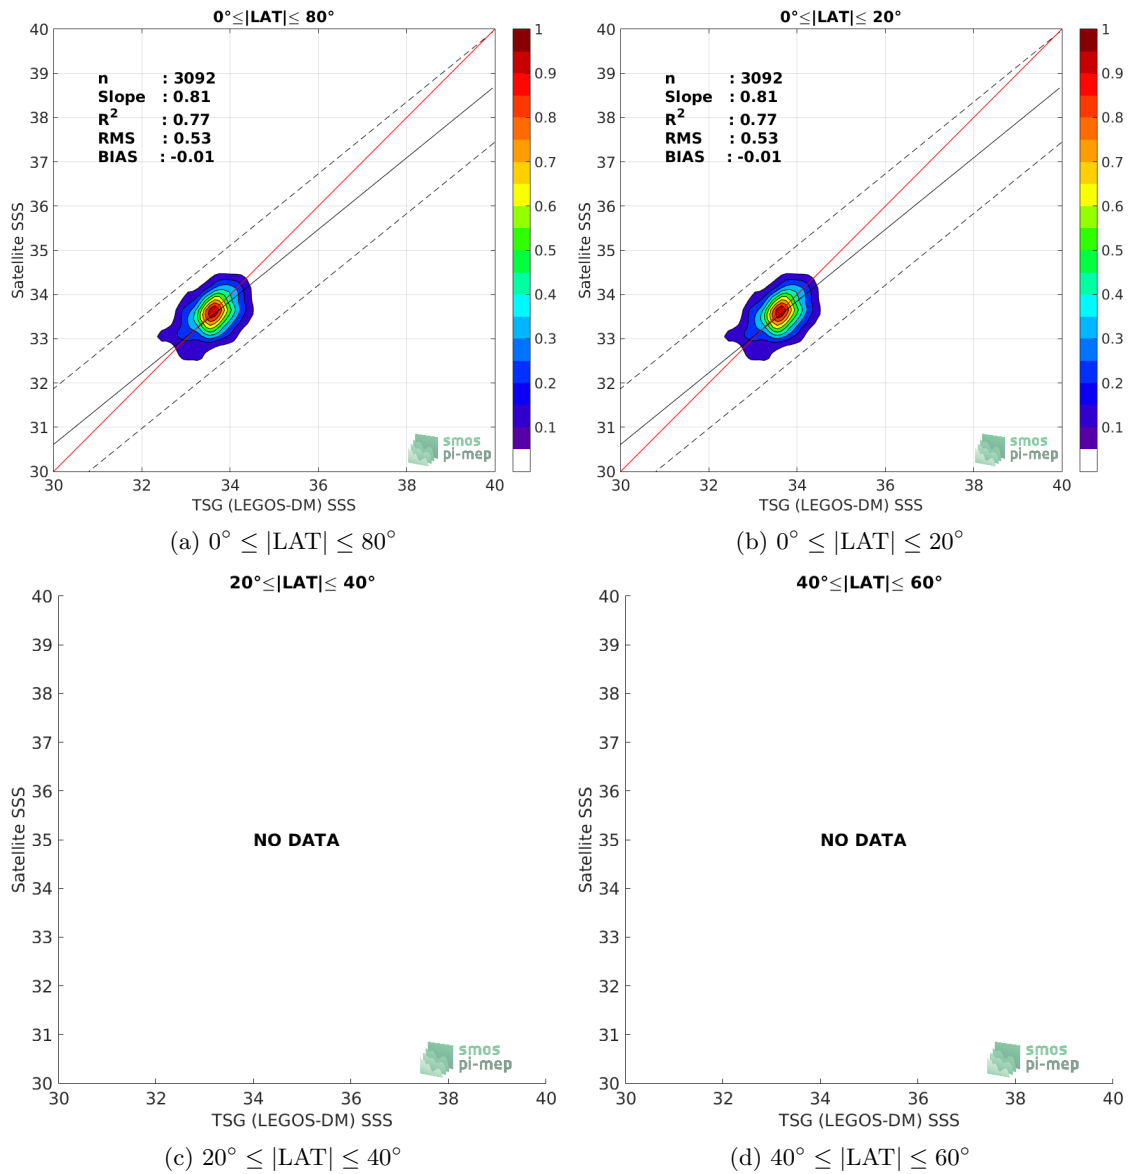 0°≤|LAT|≤ 80°
n : 3092
Slope : 0.81
R² : 0.77
RMS : 0.53
BIAS : -0.01
40
39
38
37
36
35
34
33
32
31
30
Satellite SSS
30 32 34 36 38 40
TSG (LEGOS-DM) SSS
1
0.9
0.8
0.7
0.6
0.5
0.4
0.3
0.2
0.1
smos
pi-mep
(a) 0° ≤ |LAT| ≤ 80°
0°≤|LAT|≤ 20°
n : 3092
Slope : 0.81
R² : 0.77
RMS : 0.53
BIAS : -0.01
40
39
38
37
36
35
34
33
32
31
30
Satellite SSS
30 32 34 36 38 40
TSG (LEGOS-DM) SSS
1
0.9
0.8
0.7
0.6
0.5
0.4
0.3
0.2
0.1
smos
pi-mep
(b) 0° ≤ |LAT| ≤ 20°
20°≤|LAT|≤ 40°
40
39
38
37
36
35
34
33
32
31
30
Satellite SSS
NO DATA
30 32 34 36 38 40
TSG (LEGOS-DM) SSS
smos
pi-mep
(c) 20° ≤ |LAT| ≤ 40°
40°≤|LAT|≤ 60°
40
39
38
37
36
35
34
33
32
31
30
Satellite SSS
NO DATA
30 32 34 36 38 40
TSG (LEGOS-DM) SSS
smos
pi-mep
(d) 40° ≤ |LAT| ≤ 60°